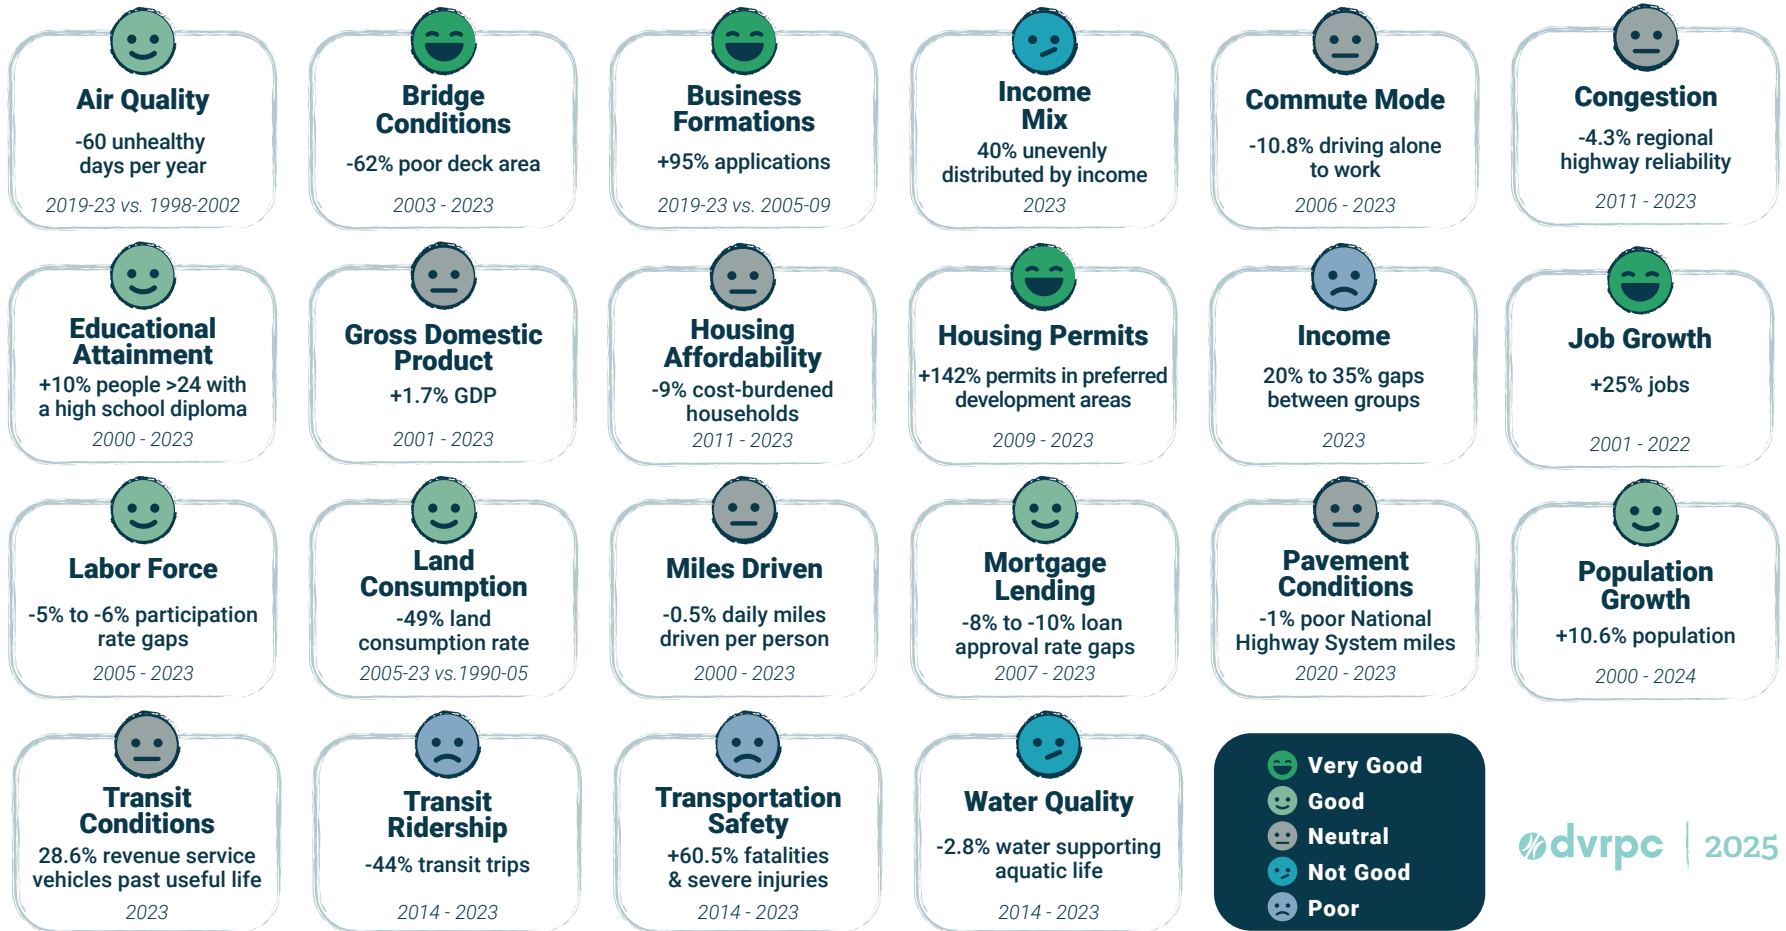 Air Quality
-60 unhealthy
days per year
2019-23 vs. 1998-2002
Bridge
Conditions
-62% poor deck area
2003 - 2023
Business
Formations
+95% applications
2019-23 vs. 2005-09
Income
Mix
40% unevenly
distributed by income
2023
Commute Mode
-10.8% driving alone
to work
2006 - 2023
Congestion
-4.3% regional
highway reliability
2011 - 2023
Educational
Attainment
+10% people >24 with
a high school diploma
2000 - 2023
Gross Domestic
Product
+1.7% GDP
2001 - 2023
Housing
Affordability
-9% cost-burdened
households
2011 - 2023
Housing Permits
+142% permits in preferred
development areas
2009 - 2023
Income
20% to 35% gaps
between groups
2023
Job Growth
+25% jobs
2001 - 2022
Labor Force
-5% to -6% participation
rate gaps
2005 - 2023
Land
Consumption
-49% land
consumption rate
2005-23 vs.1990-05
Miles Driven
-0.5% daily miles
driven per person
2000 - 2023
Mortgage
Lending
-8% to -10% loan
approval rate gaps
2007 - 2023
Pavement
Conditions
-1% poor National
Highway System miles
2020 - 2023
Population
Growth
+10.6% population
2000 - 2024
Transit
Conditions
28.6% revenue service
vehicles past useful life
2023
Transit
Ridership
-44% transit trips
2014 - 2023
Transportation
Safety
+60.5% fatalities
& severe injuries
2014 - 2023
Water Quality
-2.8% water supporting
aquatic life
2014 - 2023
Very Good
Good
Neutral
Not Good
Poor
dvrpc 2025